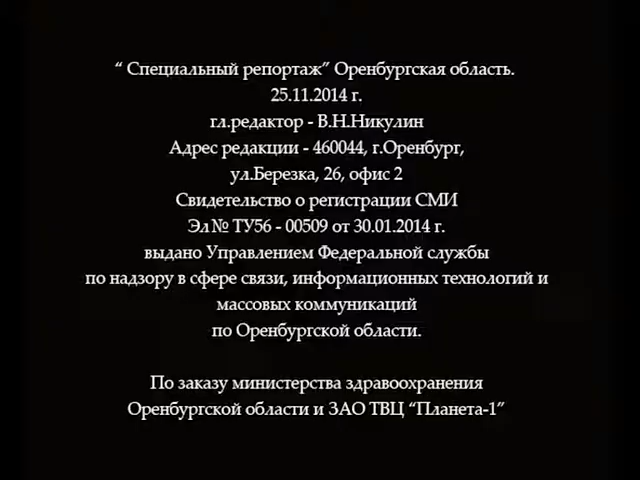 “ Специальный репортаж” Оренбургская область.
25.11.2014 г.
гл.редактор - В.Н.Никулин
Адрес редакции - 460044, г.Оренбург,
ул.Березка, 26, офис 2
Свидетельство о регистрации СМИ
Эл № ТУ56 - 00509 от 30.01.2014 г.
выдано Управлением Федеральной службы
по надзору в сфере связи, информационных технологий и
массовых коммуникаций
по Оренбургской области.
По заказу министерства здравоохранения
Оренбургской области и ЗАО ТВЦ “Планета-1”